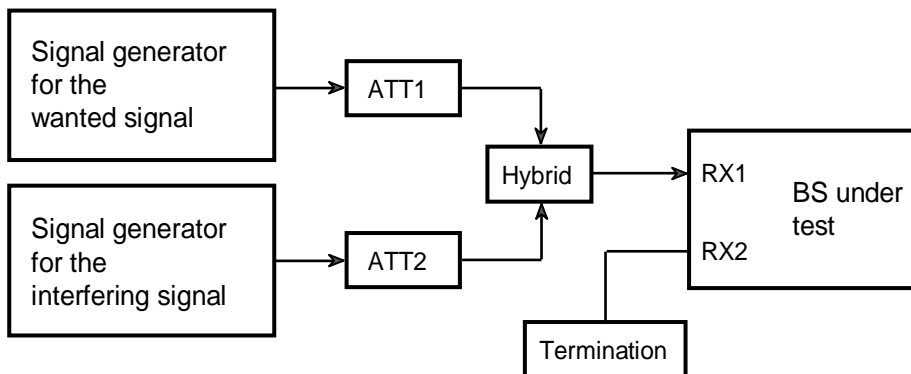 Signal generator
for the
wanted signal
ATT1
Hybrid
RX1
BS under
test
RX2
Signal generator
for the
interfering signal
ATT2
Termination